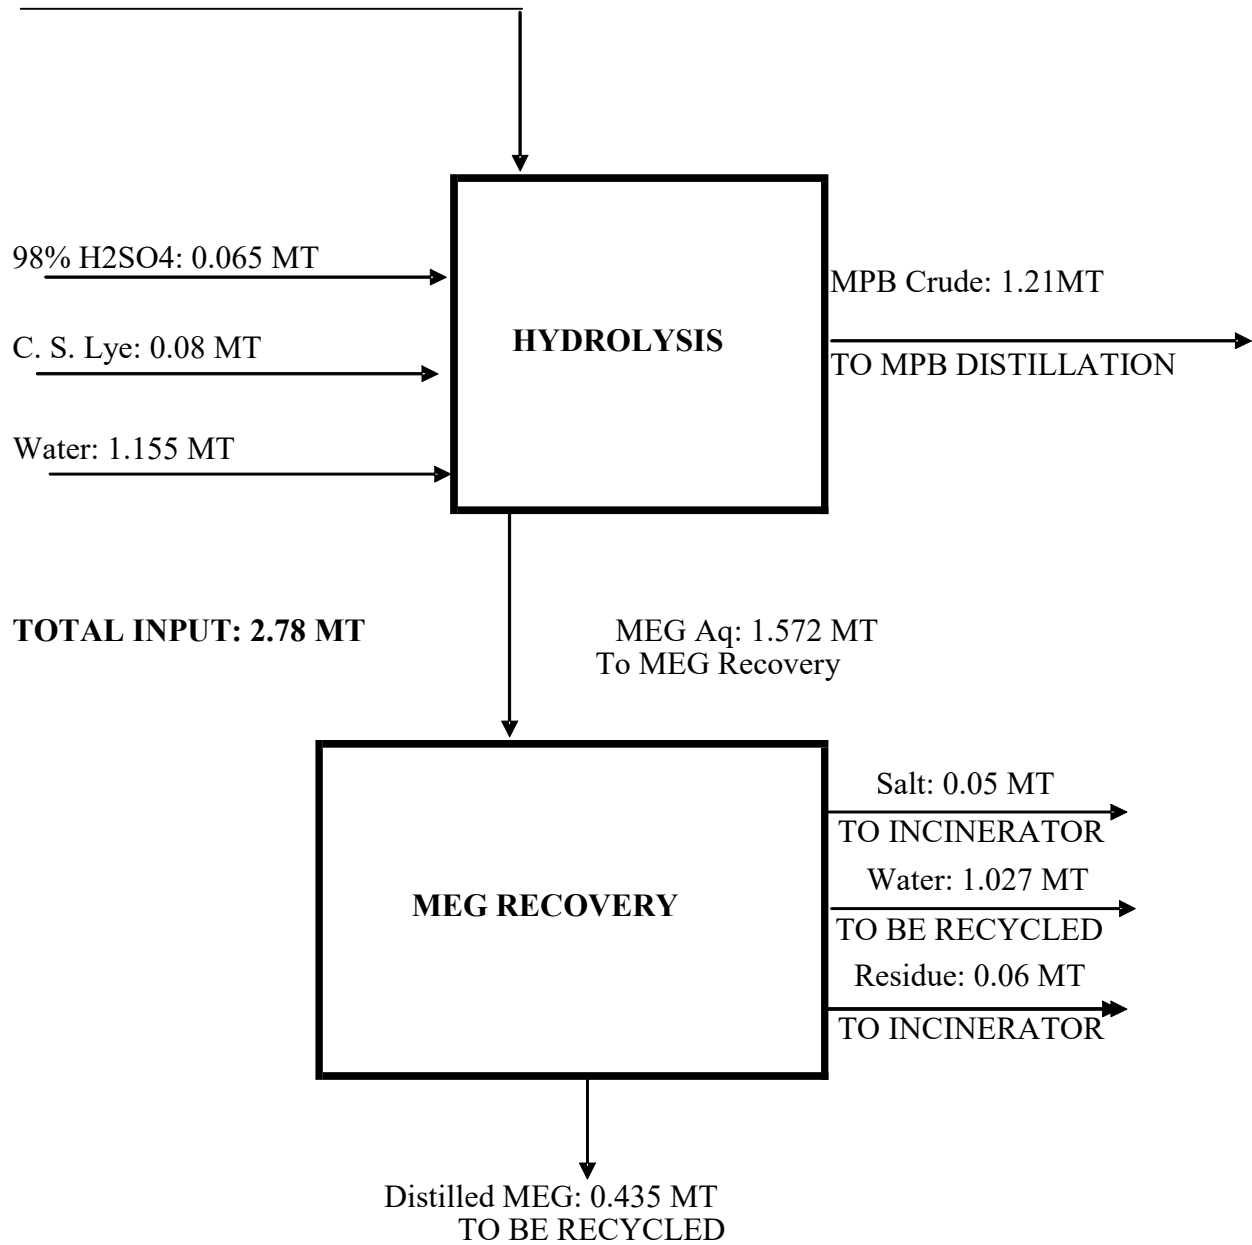 98% H2SO4: 0.065 MT
MPB Crude: 1.21MT
C. S. Lye: 0.08 MT
HYDROLYSIS
TO MPB DISTILLATION
Water: 1.155 MT
TOTAL INPUT: 2.78 MT
MEG Aq: 1.572 MT
To MEG Recovery
Salt: 0.05 MT
TO INCINERATOR
Water: 1.027 MT
MEG RECOVERY
TO BE RECYCLED
Residue: 0.06 MT
TO INCINERATOR
Distilled MEG: 0.435 MT
TO BE RECYCLED